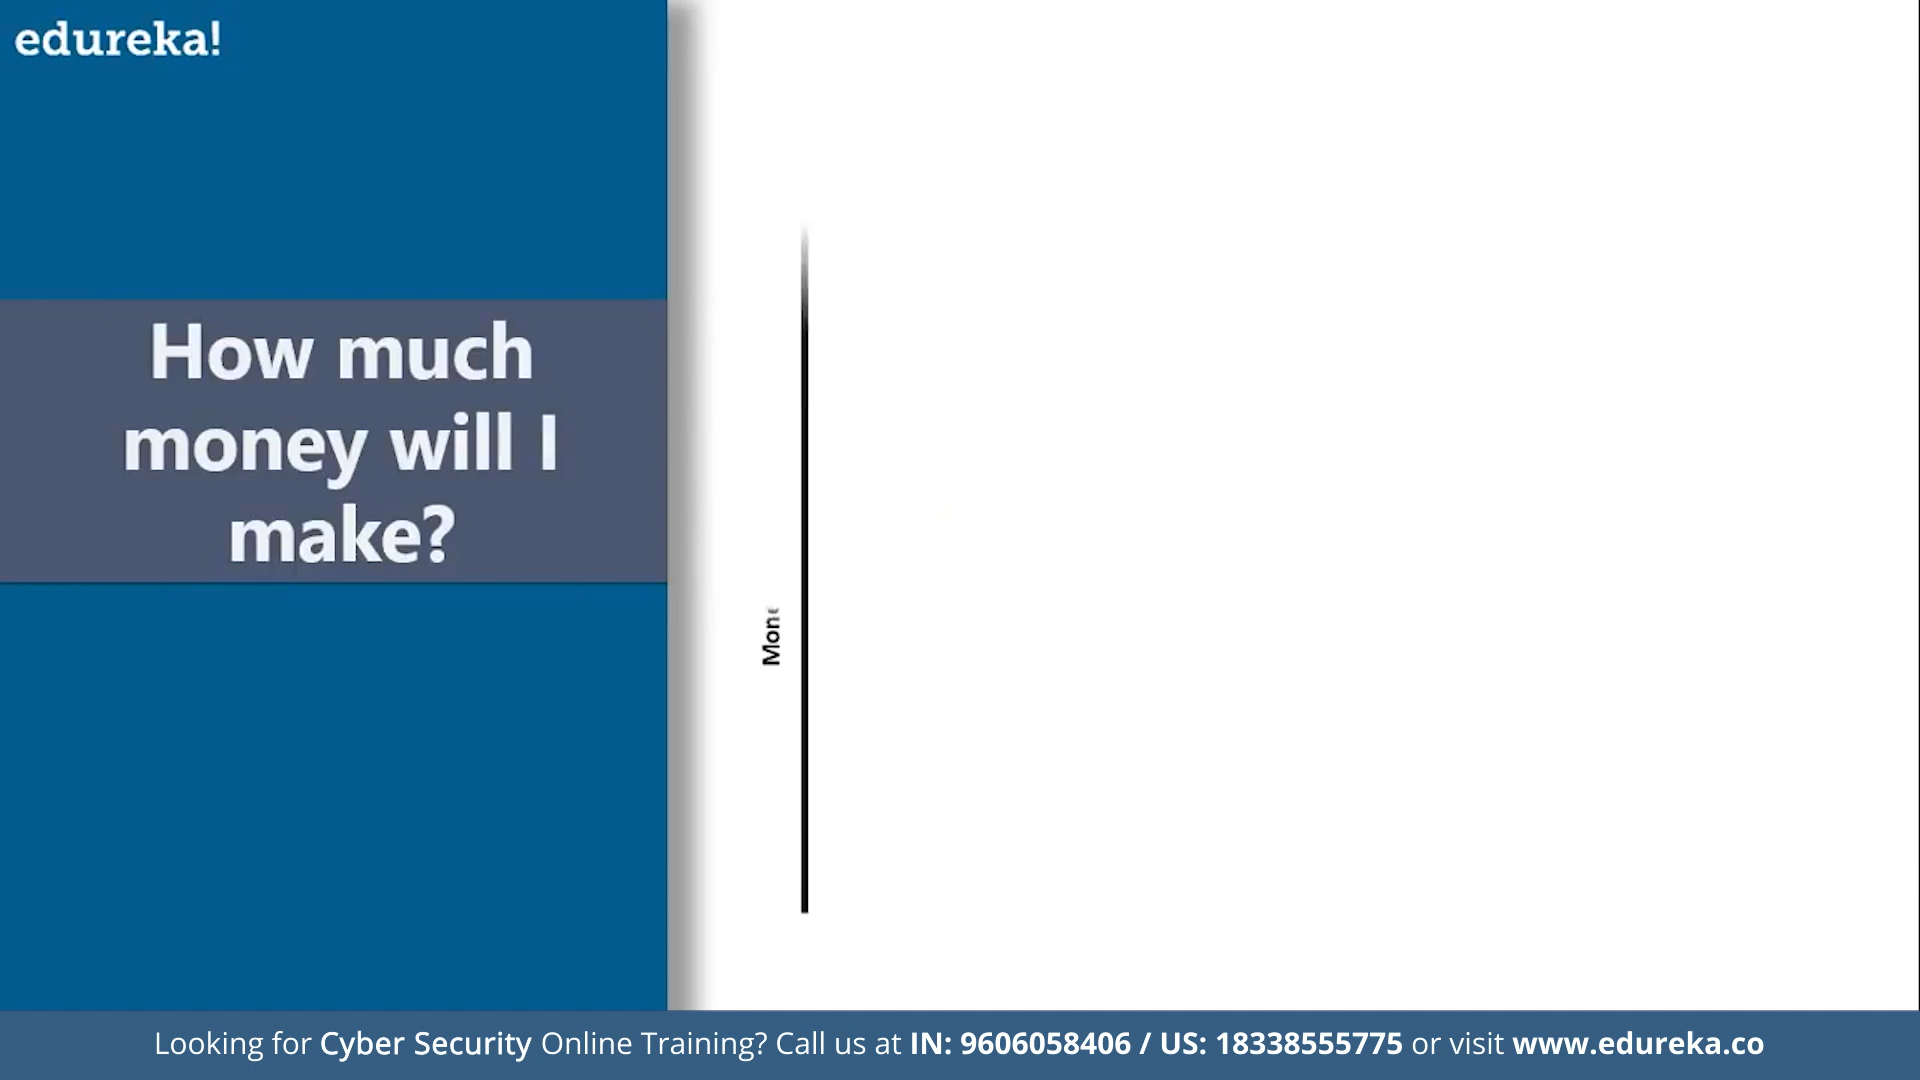 edureka!
How much
money will I
make?
Mon
Looking for Cyber Security Online Training? Call us at IN: 9606058406 / US: 18338555775 or visit www.edureka.co